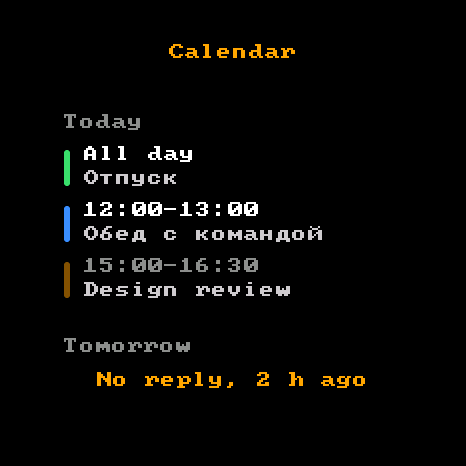 Calendar
Today
All day
Отпуск
12:00-13:00
Обед с командой
15:00-16:30
Design review
Tomorrow
No reply, 2 h ago